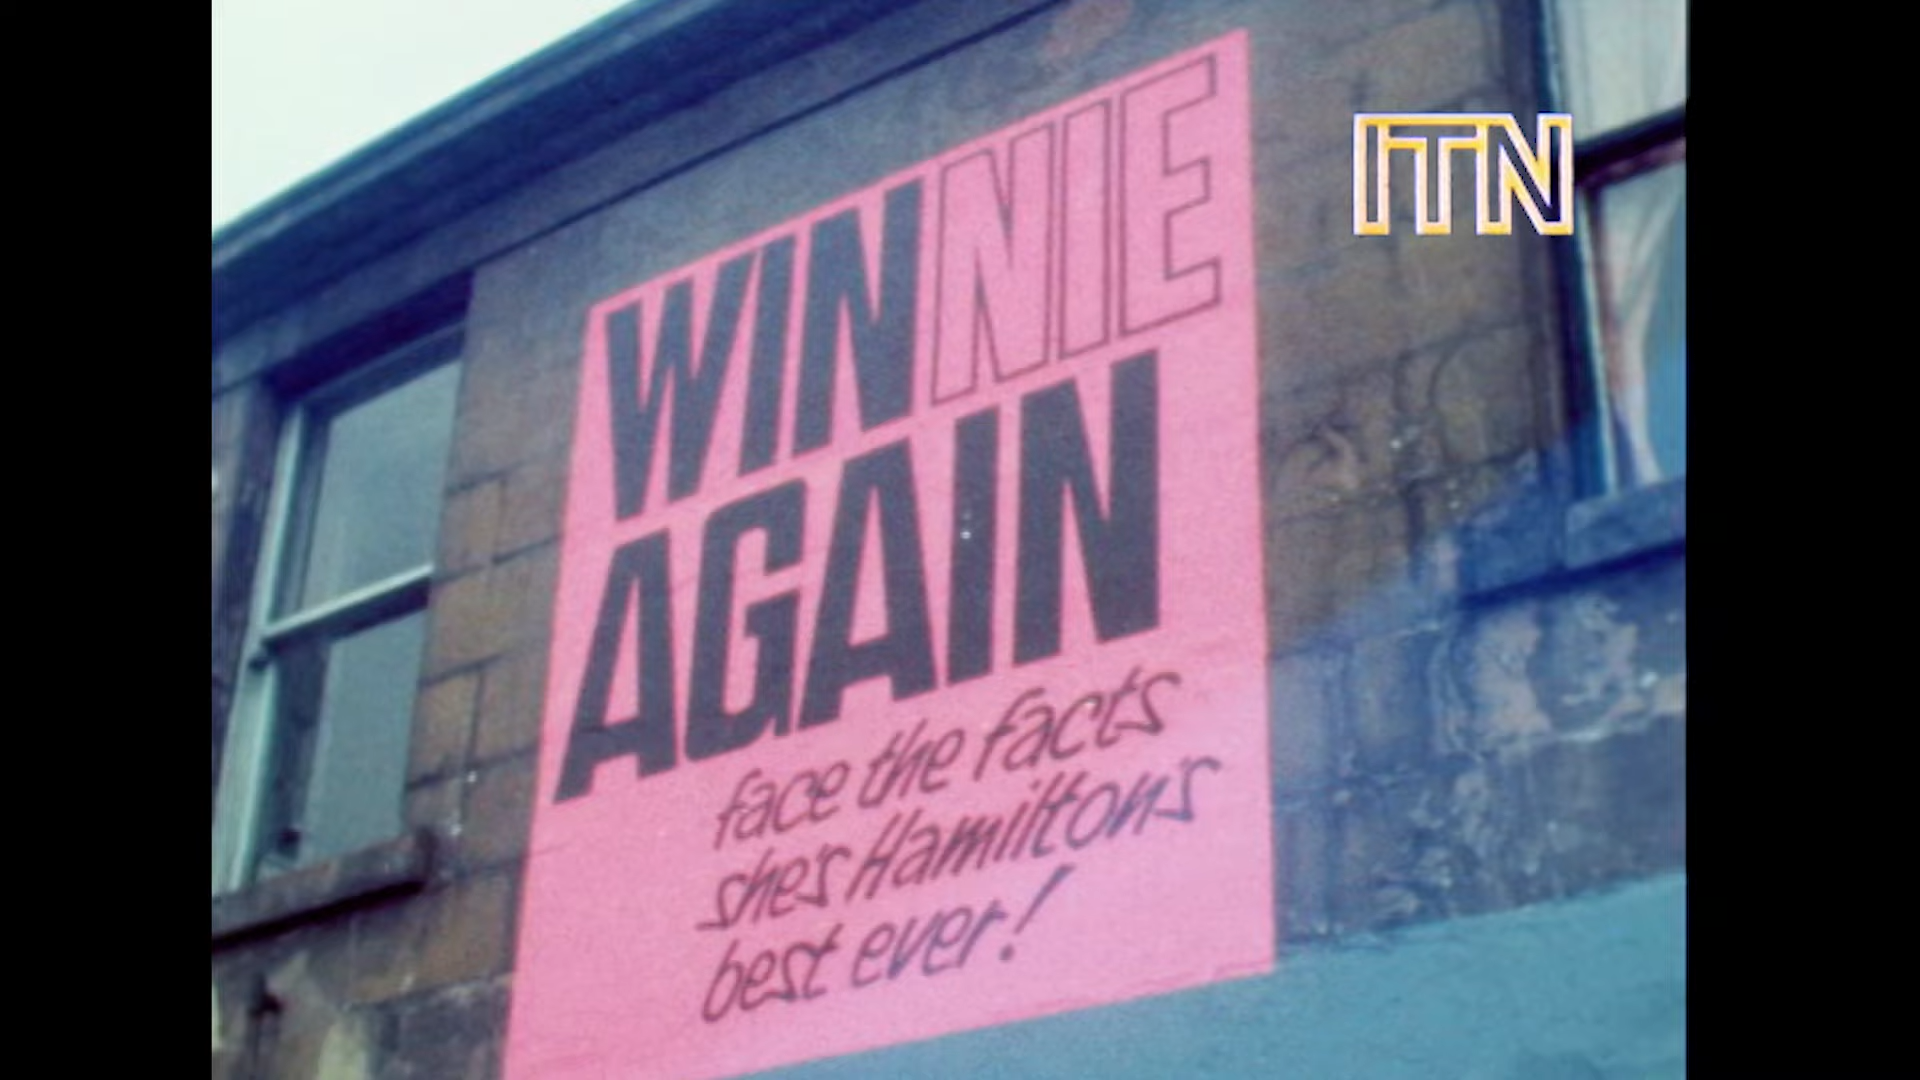 ITN
WINNIE
AGAIN
face the facts
she's Hamilton's
best ever!